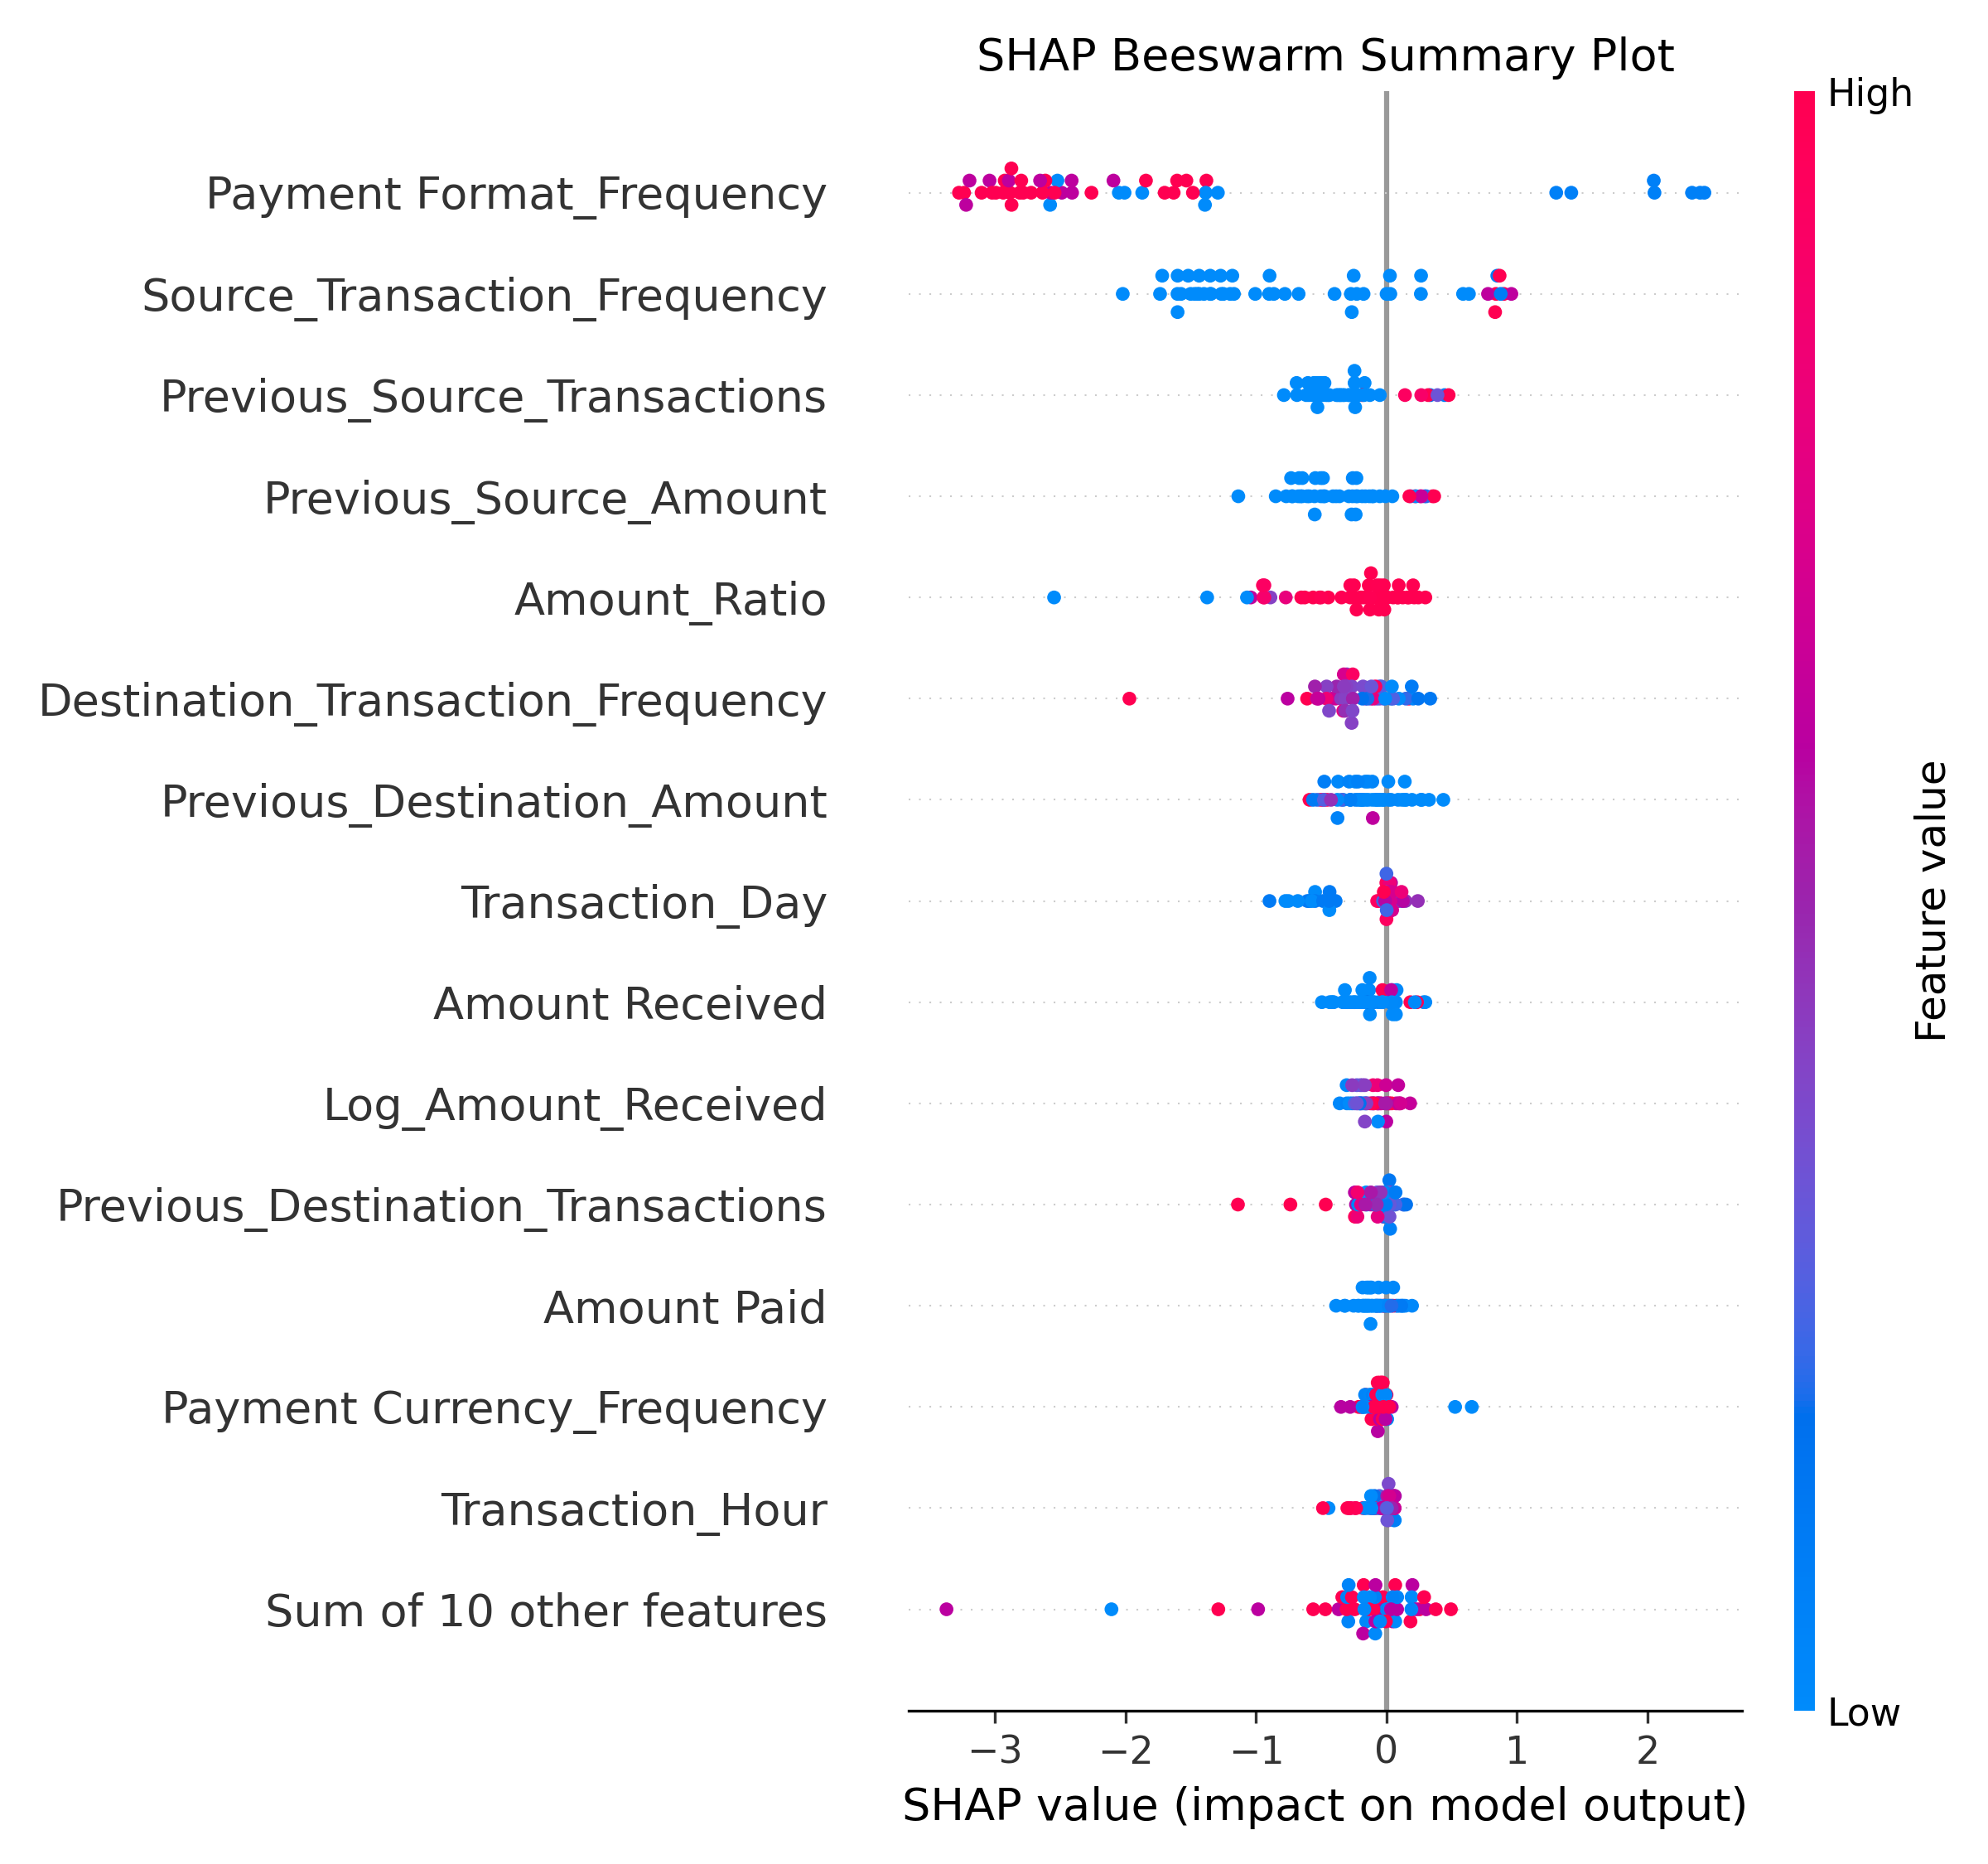 SHAP Beeswarm Summary Plot
High
Payment Format_Frequency
Source_Transaction_Frequency
Previous_Source_Transactions
Previous_Source_Amount
Amount_Ratio
Destination_Transaction_Frequency
Previous_Destination_Amount
Transaction_Day
Amount Received
Log_Amount_Received
Previous_Destination_Transactions
Amount Paid
Payment Currency_Frequency
Transaction_Hour
Sum of 10 other features
Feature value
Low
−3 −2 −1 0 1 2
SHAP value (impact on model output)